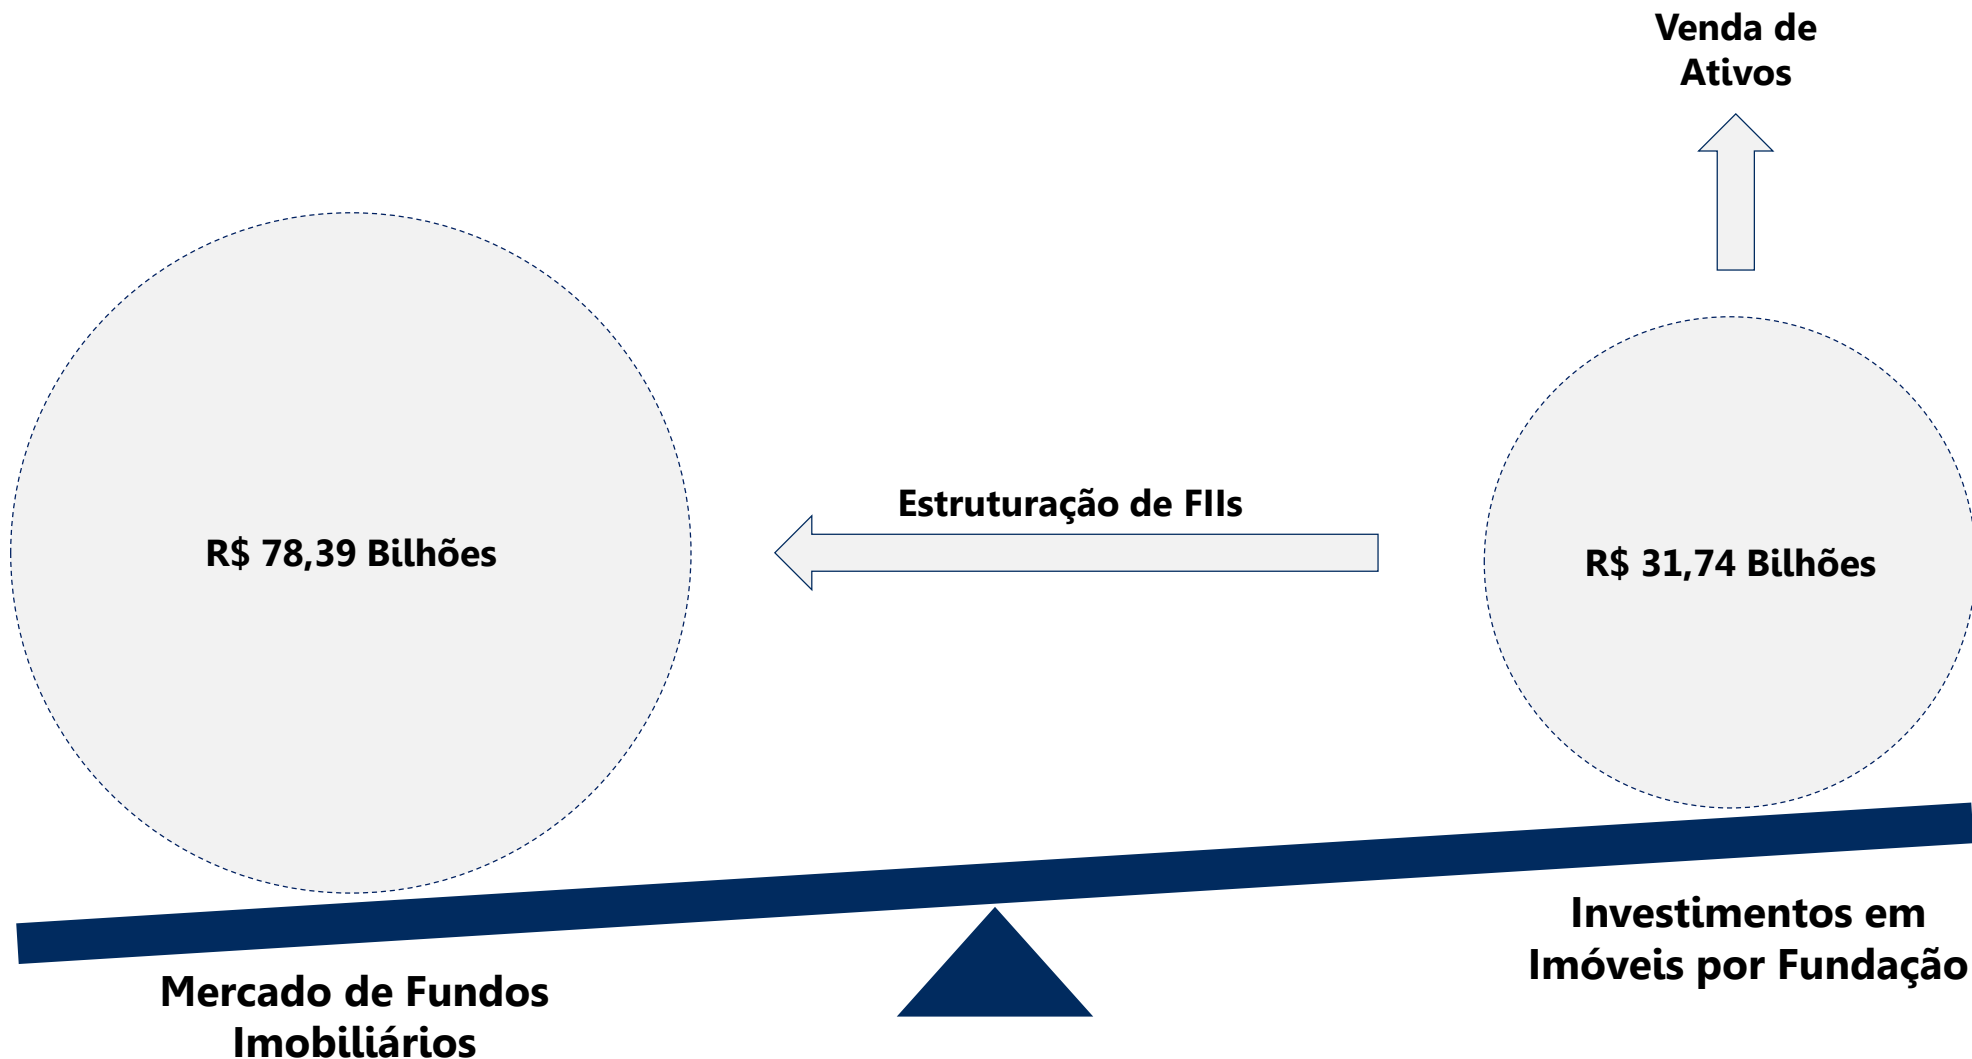 Venda de
Ativos
Estruturação de FIIs
R$ 78,39 Bilhões
R$ 31,74 Bilhões
Investimentos em
Imóveis por Fundação
Mercado de Fundos
Imobiliários